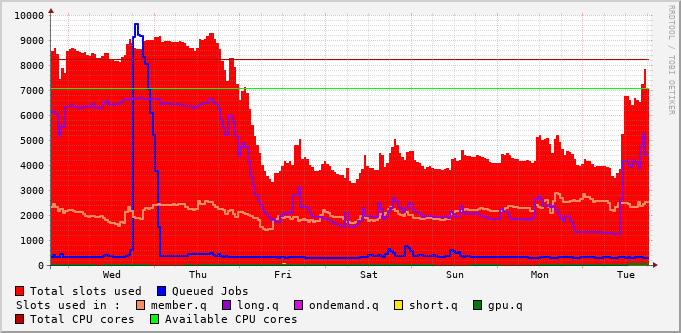 10000
9000
8000
7000
6000
5000
4000
3000
2000
1000
0
Wed Thu Fri Sat Sun Mon Tue
RRDTOOL / TOBI OETIKER
Total slots used Queued Jobs
Slots used in : member.q long.q ondemand.q short.q gpu.q
Total CPU cores Available CPU cores